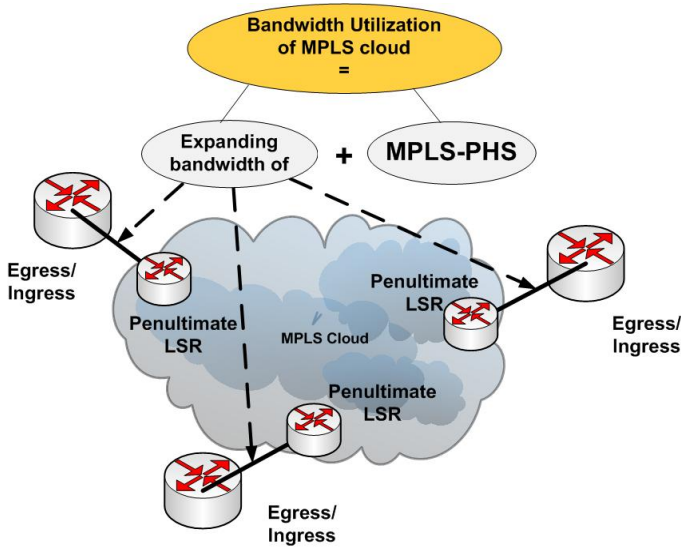 Bandwidth Utilization
of MPLS cloud
=
Expanding
bandwidth of
+
MPLS-PHS
Egress/
Ingress
Penultimate
LSR
Penultimate
LSR
MPLS Cloud
Egress/
Ingress
Penultimate
LSR
Egress/
Ingress